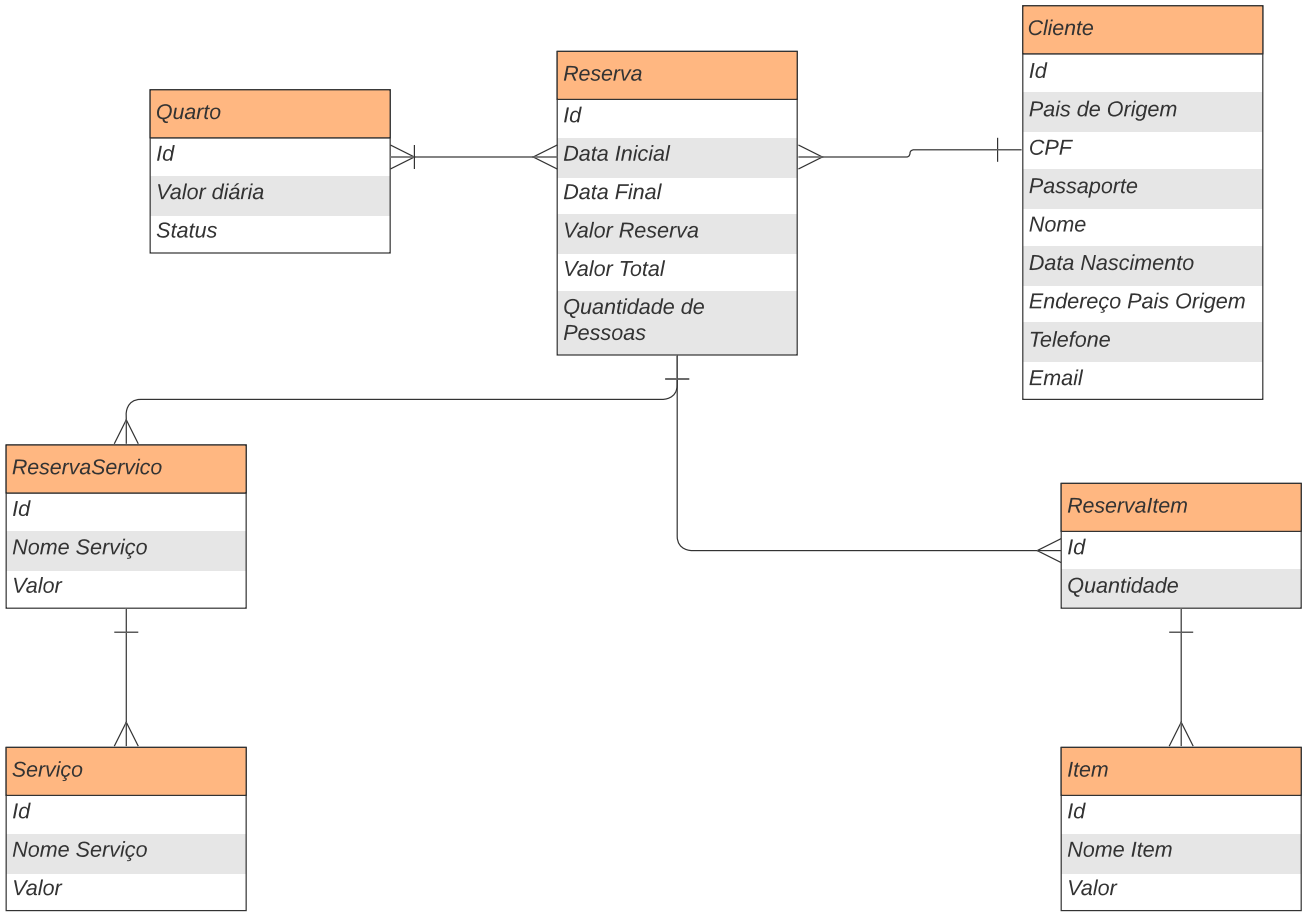 Quarto
Id
Valor diária
Status
Reserva
Id
Data Inicial
Data Final
Valor Reserva
Valor Total
Quantidade de
Pessoas
Cliente
Id
Pais de Origem
CPF
Passaporte
Nome
Data Nascimento
Endereço Pais Origem
Telefone
Email
ReservaServico
Id
Nome Serviço
Valor
ReservaItem
Id
Quantidade
Serviço
Id
Nome Serviço
Valor
Item
Id
Nome Item
Valor